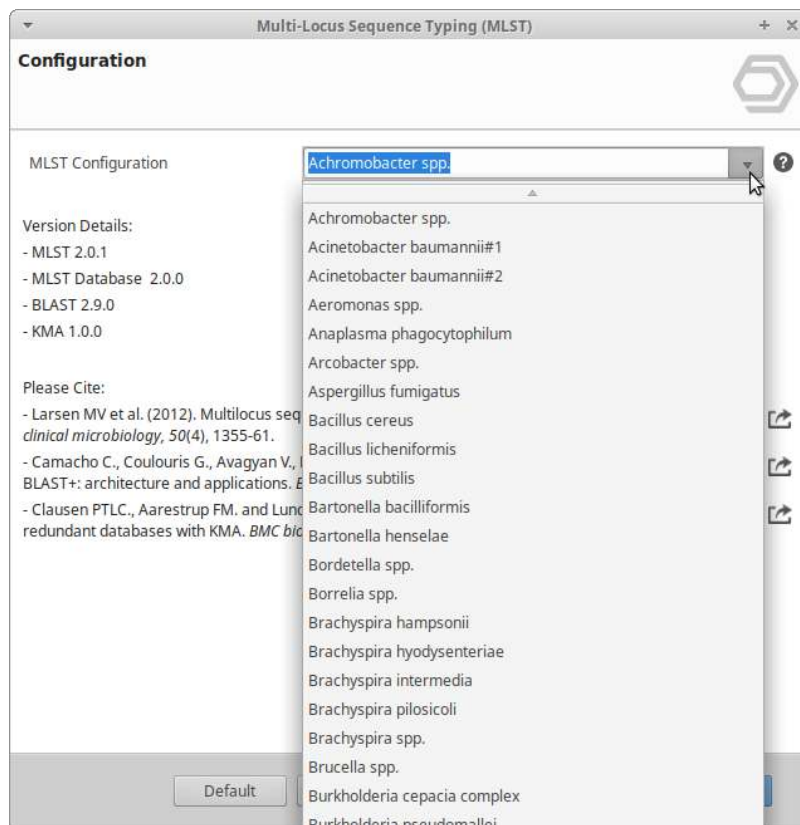 Multi-Locus Sequence Typing (MLST)
Configuration
MLST Configuration
Achromobacter spp.
Version Details:
- MLST 2.0.1
- MLST Database 2.0.0
- BLAST 2.9.0
- KMA 1.0.0
Please Cite:
- Larsen MV et al. (2012). Multilocus seq
clinical microbiology, 50(4), 1355-61.
- Camacho C., Coulouris G., Avagyan V.,
BLAST+: architecture and applications.
- Clausen PTLC., Aarestrup FM. and Lund
redundant databases with KMA. BMC bio
Achromobacter spp.
Acinetobacter baumannii#1
Acinetobacter baumannii#2
Aeromonas spp.
Anaplasma phagocytophilum
Arcobacter spp.
Aspergillus fumigatus
Bacillus cereus
Bacillus licheniformis
Bacillus subtilis
Bartonella bacilliformis
Bartonella henselae
Bordetella spp.
Borrelia spp.
Brachyspira hampsonii
Brachyspira hyodysenteriae
Brachyspira intermedia
Brachyspira pilosicoli
Brachyspira spp.
Brucella spp.
Burkholderia cepacia complex
Burkholderia pseudomallei
Default